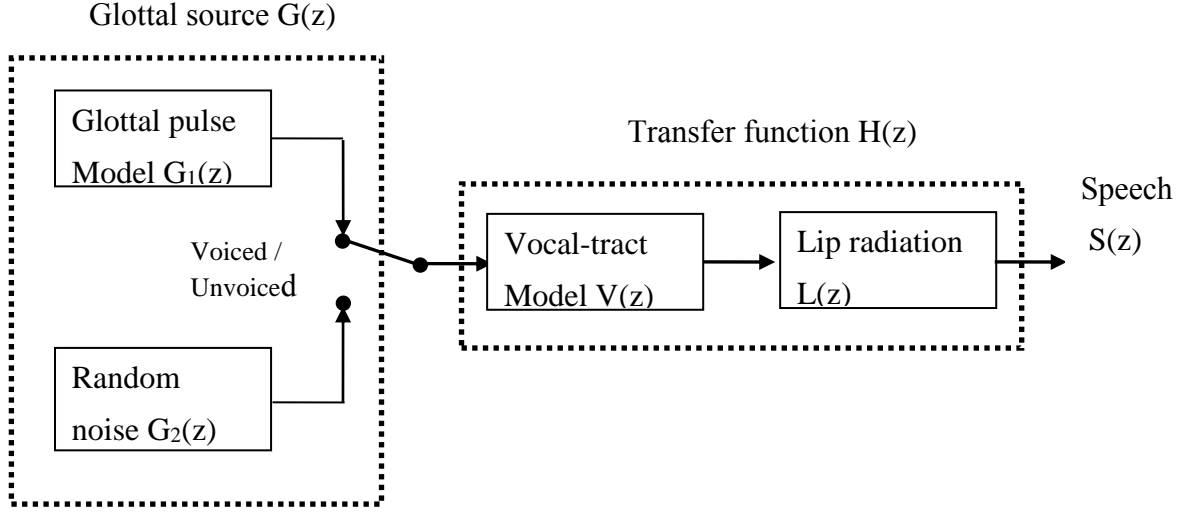 Glottal source G(z)
Glottal pulse
Model G₁(z)
Voiced /
Unvoiced
Random
noise G₂(z)
Transfer function H(z)
Vocal-tract
Model V(z)
Lip radiation
L(z)
Speech
S(z)